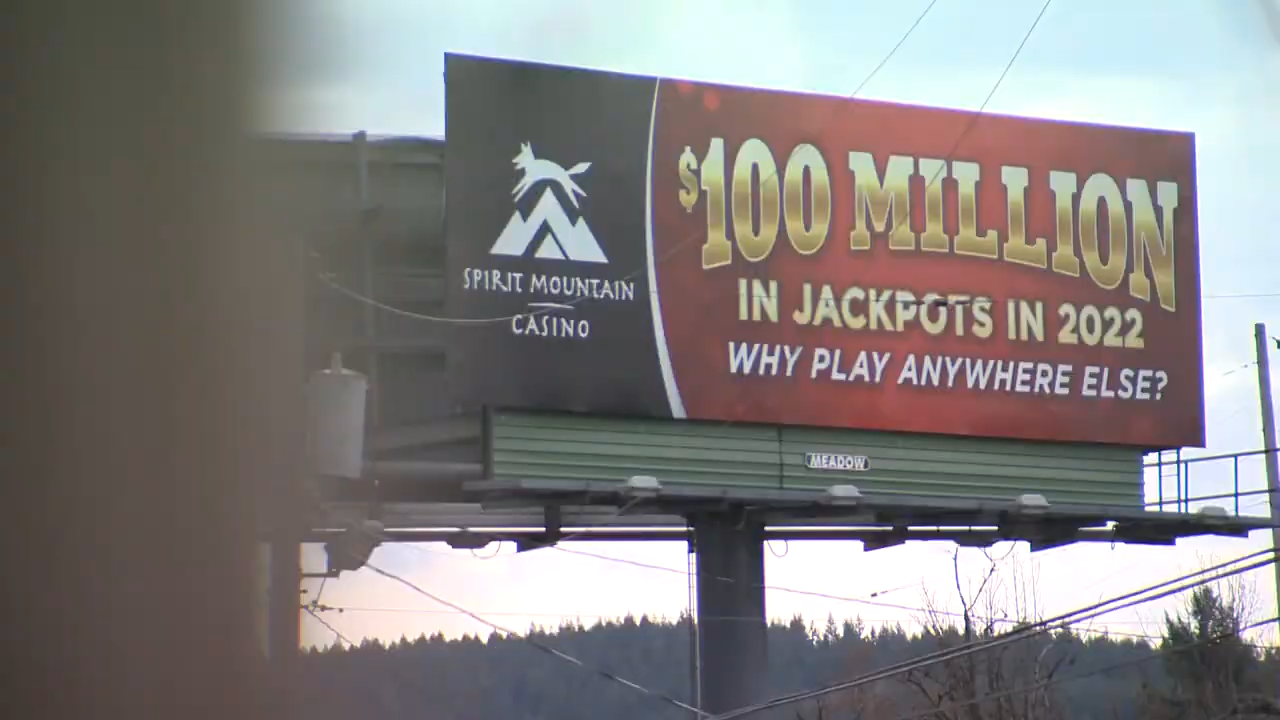 SPIRIT MOUNTAIN
CASINO
$100 MILLION
IN JACKPOTS IN 2022
WHY PLAY ANYWHERE ELSE?
MEADOW